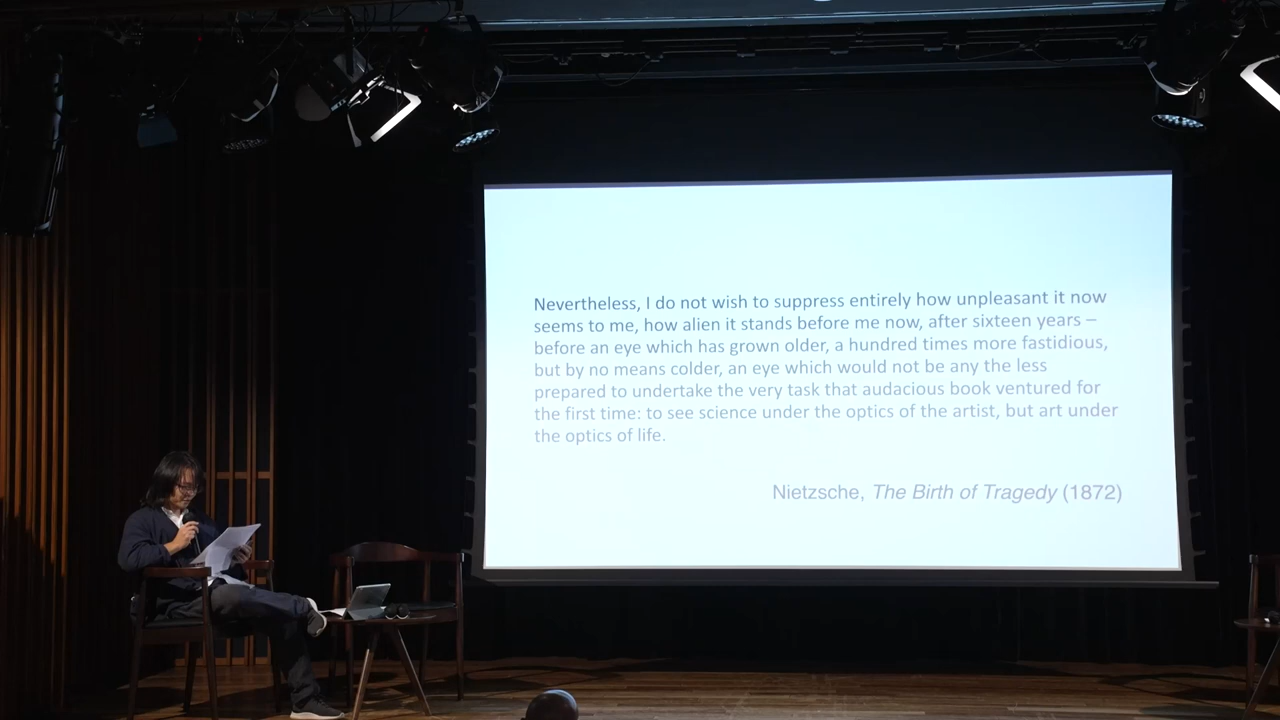 Nevertheless, I do not wish to suppress entirely how unpleasant it now
seems to me, how alien it stands before me now, after sixteen years –
before an eye which has grown older, a hundred times more fastidious,
but by no means colder, an eye which would not be any the less
prepared to undertake the very task that audacious book ventured for
the first time: to see science under the optics of the artist, but art under
the optics of life.
Nietzsche, The Birth of Tragedy (1872)